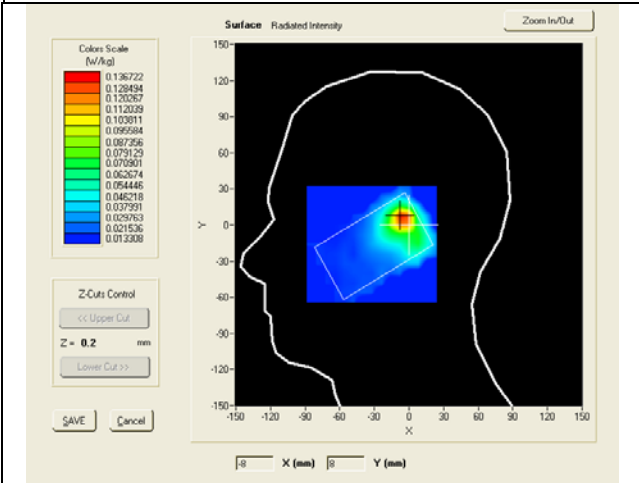 Surface Radiated Intensity
Zoom In/Out
Colors Scale
(W/kg)
0.136722
0.128494
0.120267
0.112039
0.103811
0.095584
0.087356
0.079129
0.070901
0.062674
0.054446
0.046218
0.037991
0.029763
0.021536
0.013308
Z-Cuts Control
<< Upper Cut
Z = 0.2 mm
Lower Cut >>
SAVE Cancel
150
120
90
60
30
0
-30
-60
-90
-120
-150
Y
-150 -120 -90 -60 -30 0 30 60 90 120 150
X
-8 X (mm) 8 Y (mm)